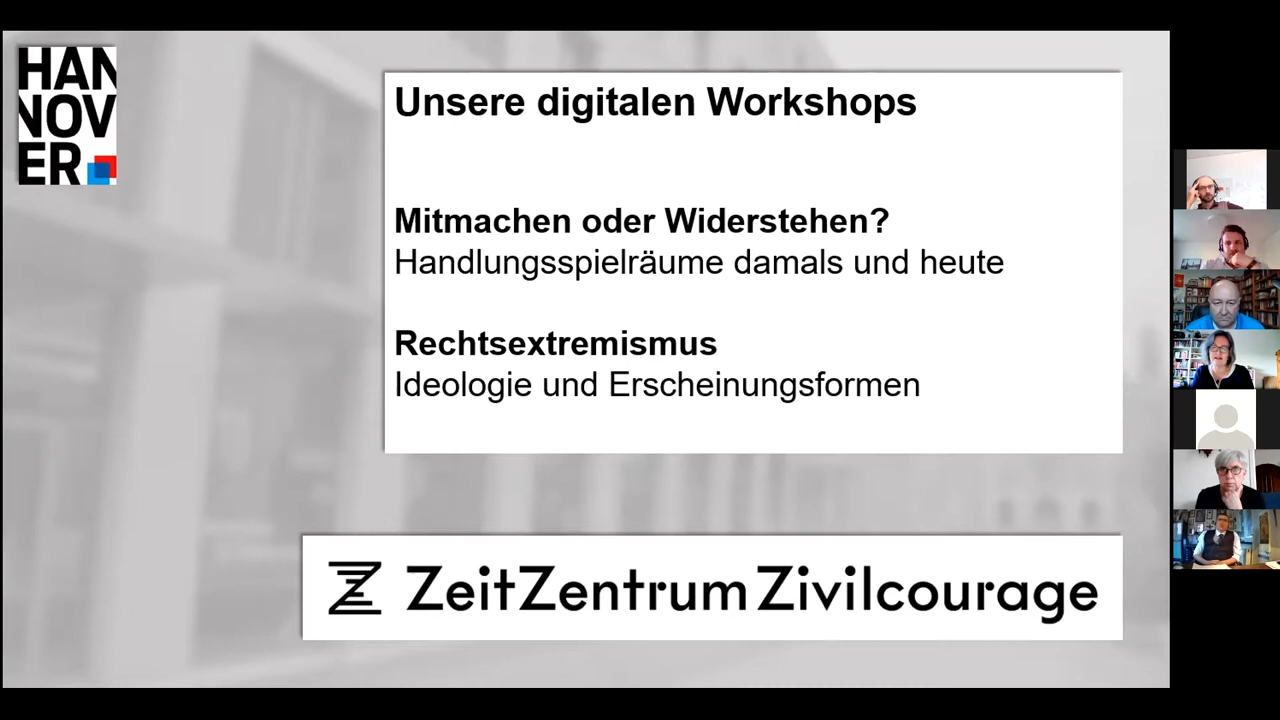 HAN
NOV
ER
Unsere digitalen Workshops
Mitmachen oder Widerstehen?
Handlungsspielräume damals und heute
Rechtsextremismus
Ideologie und Erscheinungsformen
ZeitZentrum Zivilcourage